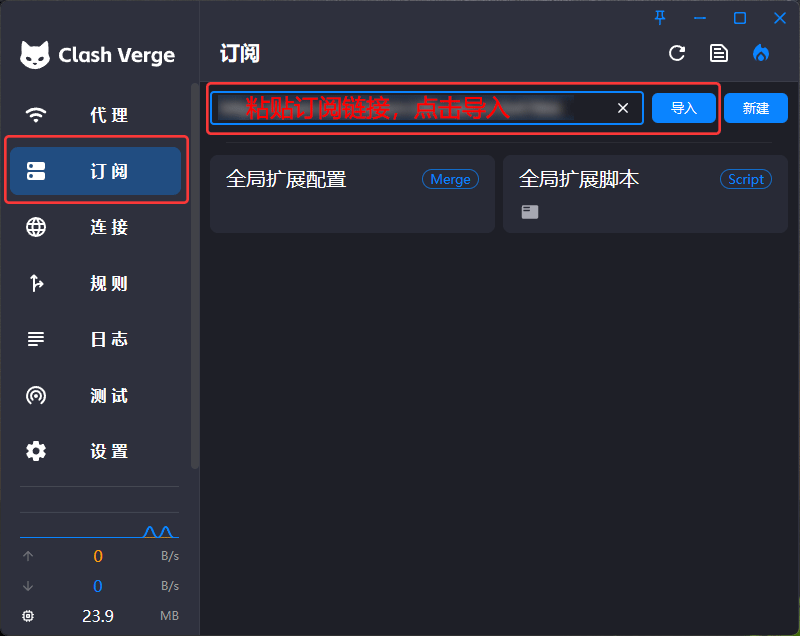 Clash Verge
订阅
代理
订阅
连接
规则
日志
测试
设置
0 B/s
0 B/s
23.9 MB
粘贴订阅链接，点击导入
导入
新建
全局扩展配置
Merge
全局扩展脚本
Script